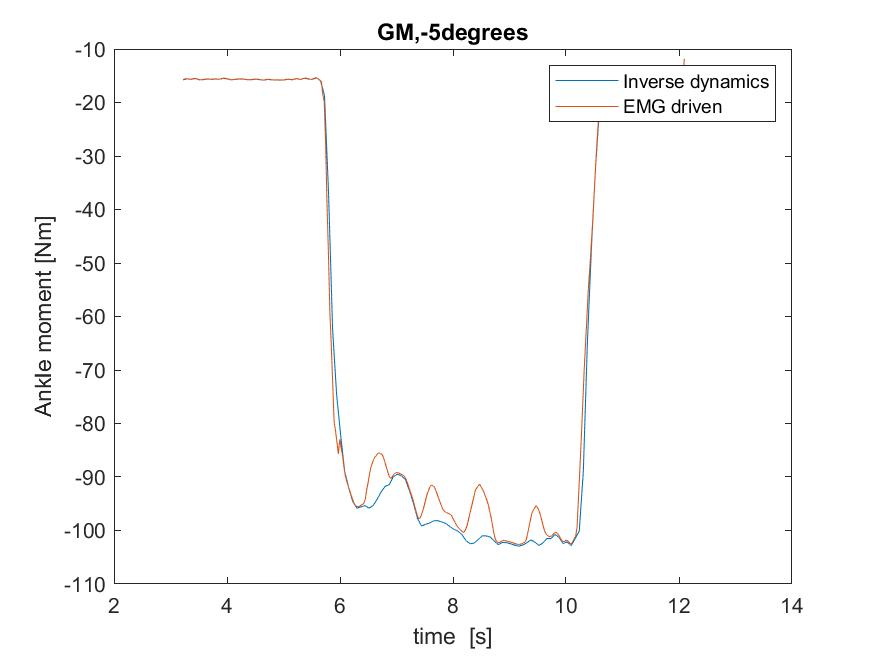 GM,-5degrees
-10
Inverse dynamics
-20
EMG driven
-30
-40
-50
-60
-70
-80
-90
-100
-110
Ankle moment [Nm]
2 4 6 8 10 12 14
time [s]